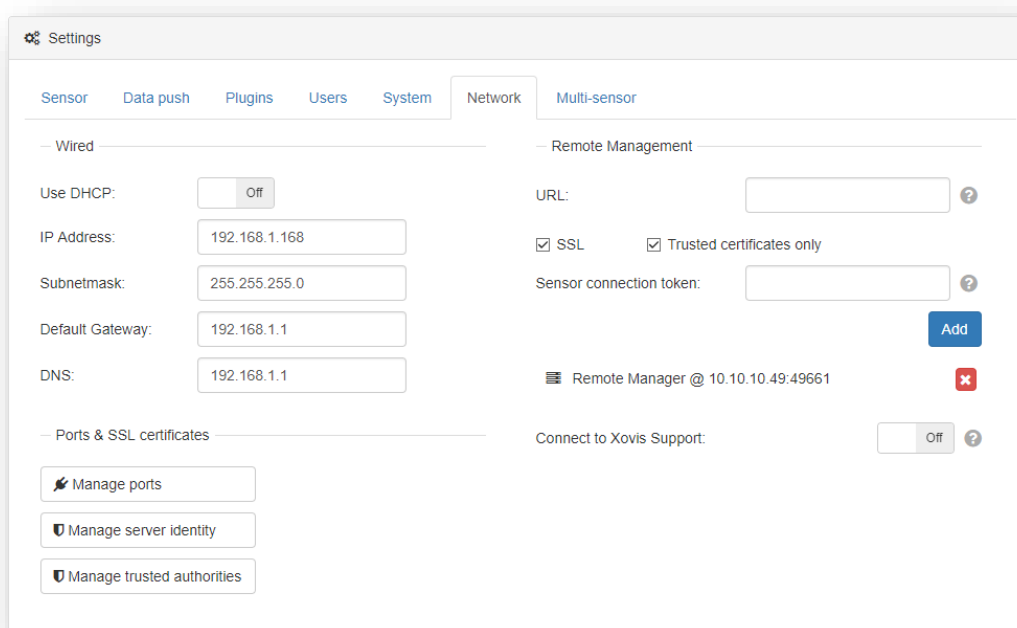 Settings
Sensor Data push Plugins Users System Network Multi-sensor
Wired
Use DHCP: Off
IP Address: 192.168.1.168
Subnetmask: 255.255.255.0
Default Gateway: 192.168.1.1
DNS: 192.168.1.1
Ports & SSL certificates
Manage ports
Manage server identity
Manage trusted authorities
Remote Management
URL:
SSL Trusted certificates only
Sensor connection token:
Add
Remote Manager @ 10.10.10.49:49661
Connect to Xovis Support: Off